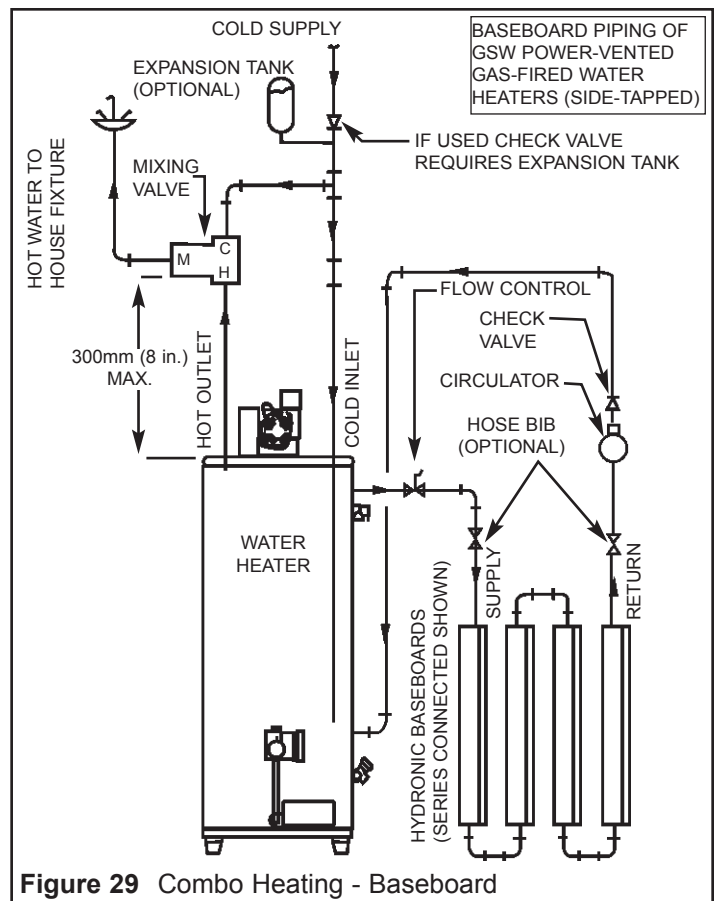 COLD SUPPLY
BASEBOARD PIPING OF
GSW POWER-VENTED
GAS-FIRED WATER
HEATERS (SIDE-TAPPED)
EXPANSION TANK
(OPTIONAL)
IF USED CHECK VALVE
REQUIRES EXPANSION TANK
MIXING
VALVE
HOT WATER TO
HOUSE FIXTURE
C
M
H
FLOW CONTROL
CHECK
VALVE
300mm (8 in.)
MAX.
HOT OUTLET
COLD INLET
CIRCULATOR
HOSE BIB
(OPTIONAL)
WATER
HEATER
SUPPLY
RETURN
HYDRONIC BASEBOARDS
(SERIES CONNECTED SHOWN)
Figure 29 Combo Heating - Baseboard